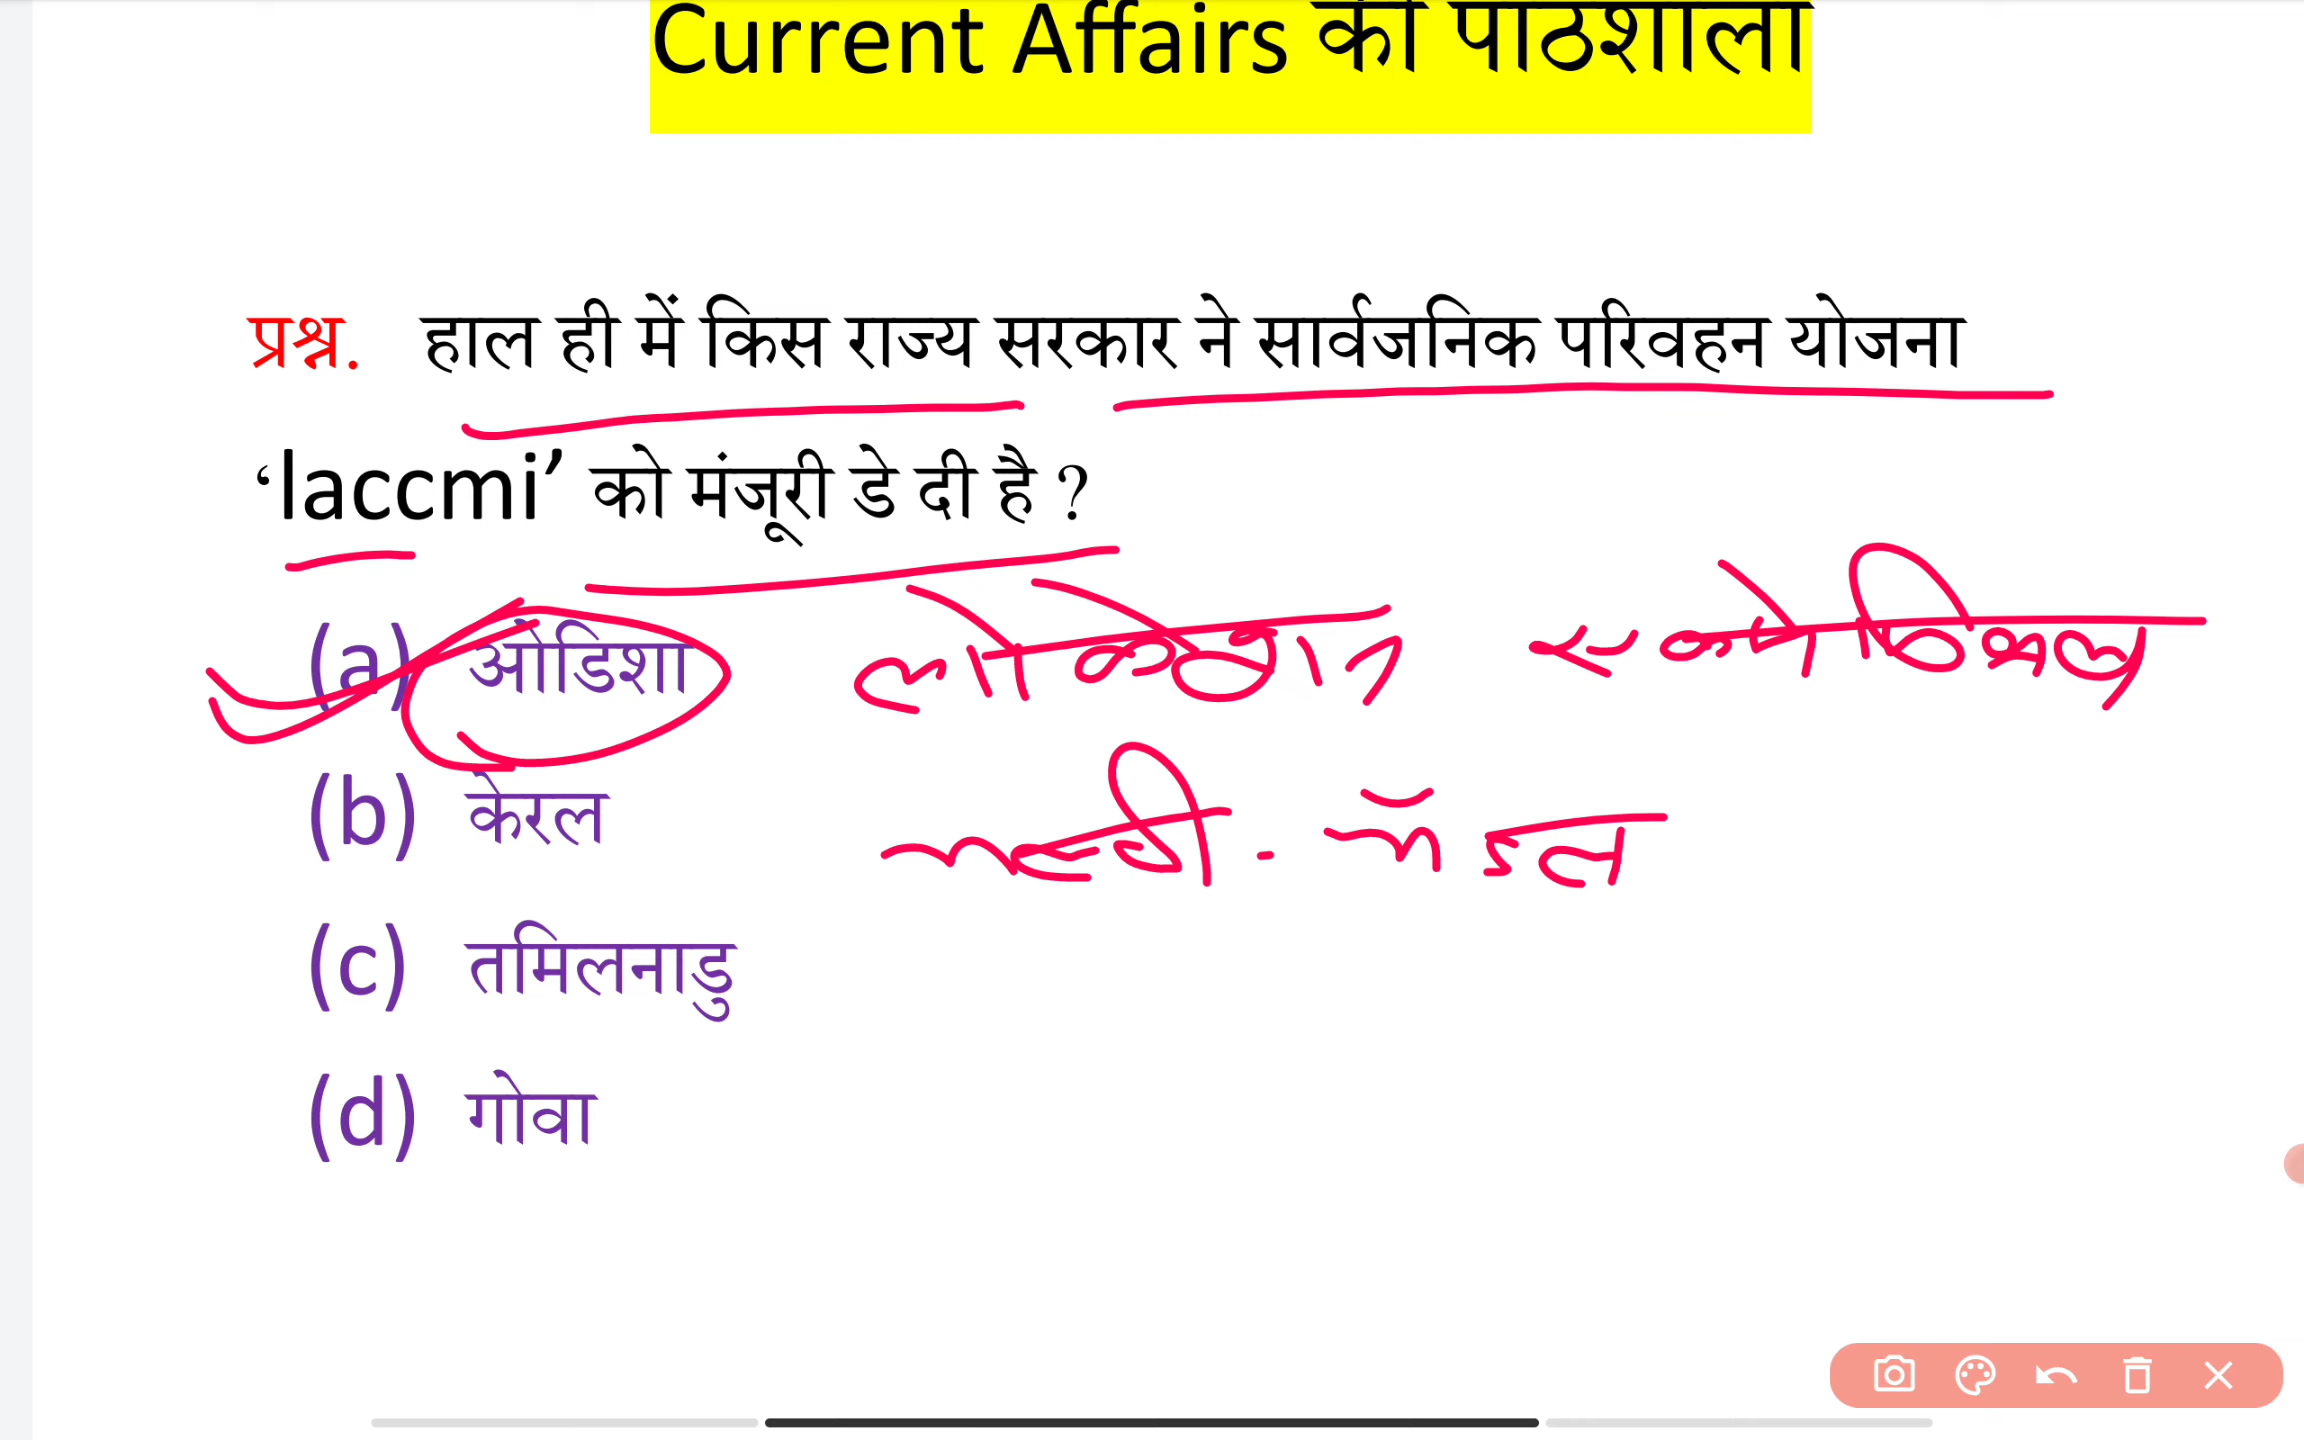 Current Affairs की पाठशाला
प्रश्न. हाल ही में किस राज्य सरकार ने सार्वजनिक परिवहन योजना
‘laccmi’ को मंजूरी डे दी है ?
(a) ओडिशा
(b) केरल
(c) तमिलनाडु
(d) गोवा